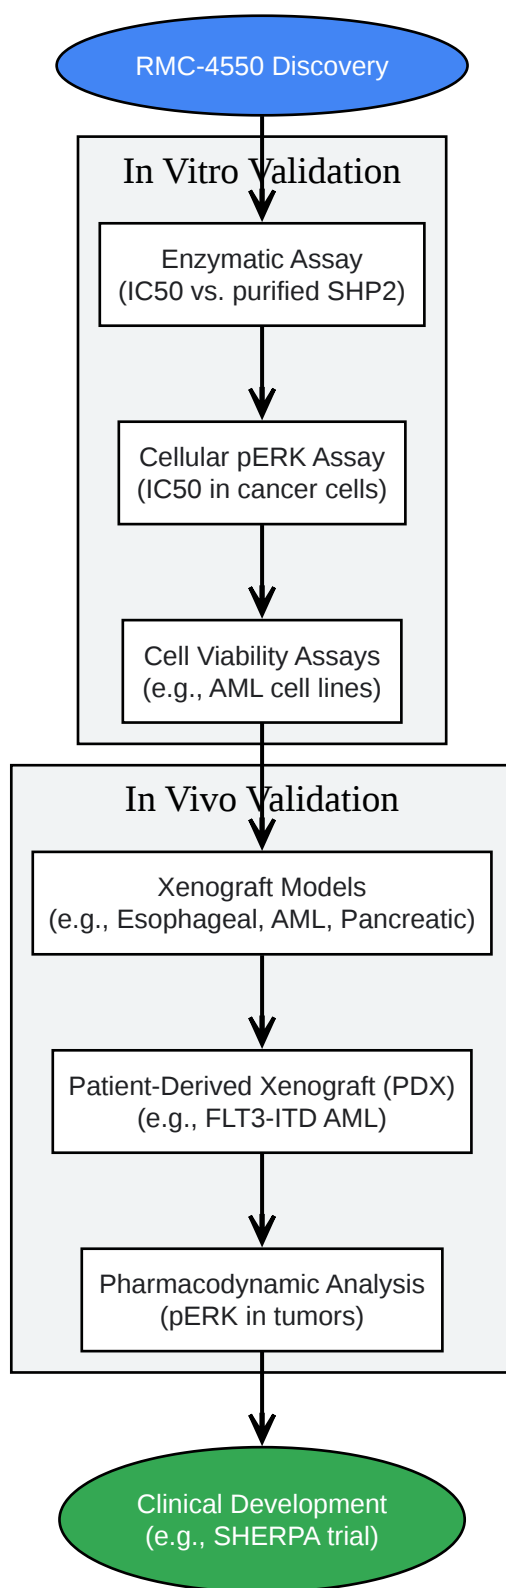 RMC-4550 Discovery
In Vitro Validation
Enzymatic Assay
(IC50 vs. purified SHP2)
Cellular pERK Assay
(IC50 in cancer cells)
Cell Viability Assays
(e.g., AML cell lines)
In Vivo Validation
Xenograft Models
(e.g., Esophageal, AML, Pancreatic)
Patient-Derived Xenograft (PDX)
(e.g., FLT3-ITD AML)
Pharmacodynamic Analysis
(pERK in tumors)
Clinical Development
(e.g., SHERPA trial)